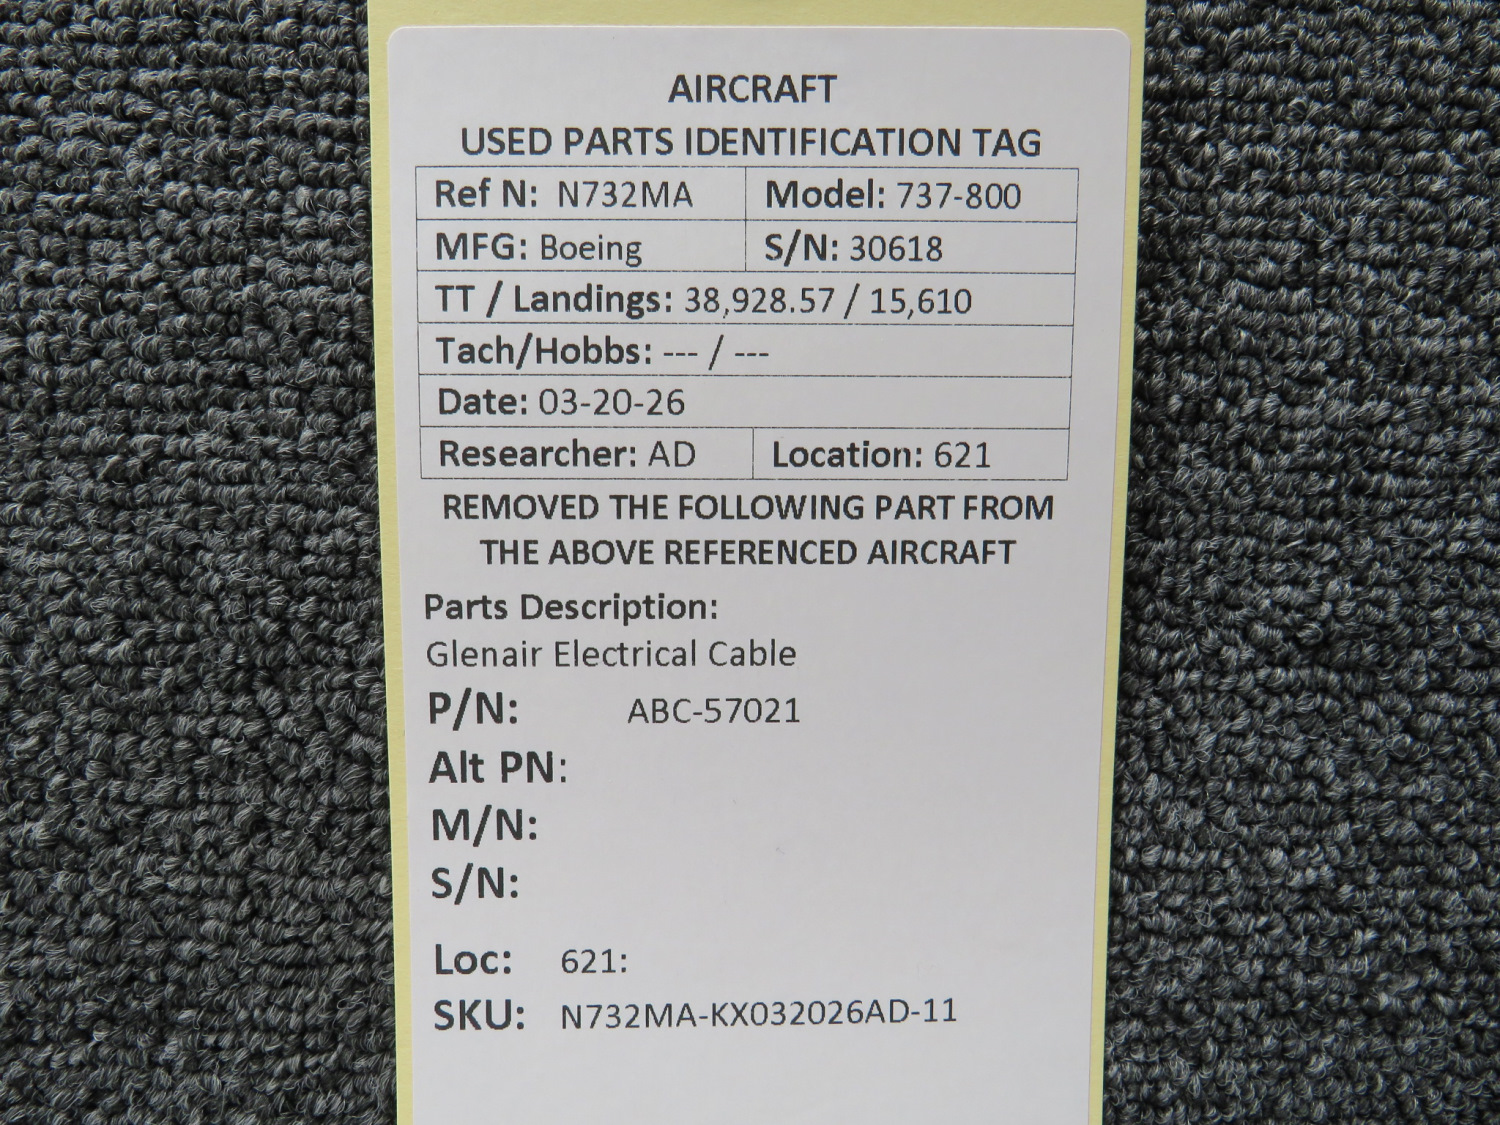 AIRCRAFT
USED PARTS IDENTIFICATION TAG
Ref N: N732MA Model: 737-800
MFG: Boeing S/N: 30618
TT / Landings: 38,928.57 / 15,610
Tach/Hobbs: --- / ---
Date: 03-20-26
Researcher: AD Location: 621
REMOVED THE FOLLOWING PART FROM
THE ABOVE REFERENCED AIRCRAFT
Parts Description:
Glenair Electrical Cable
P/N: ABC-57021
Alt PN:
M/N:
S/N:
Loc: 621:
SKU: N732MA-KX032026AD-11